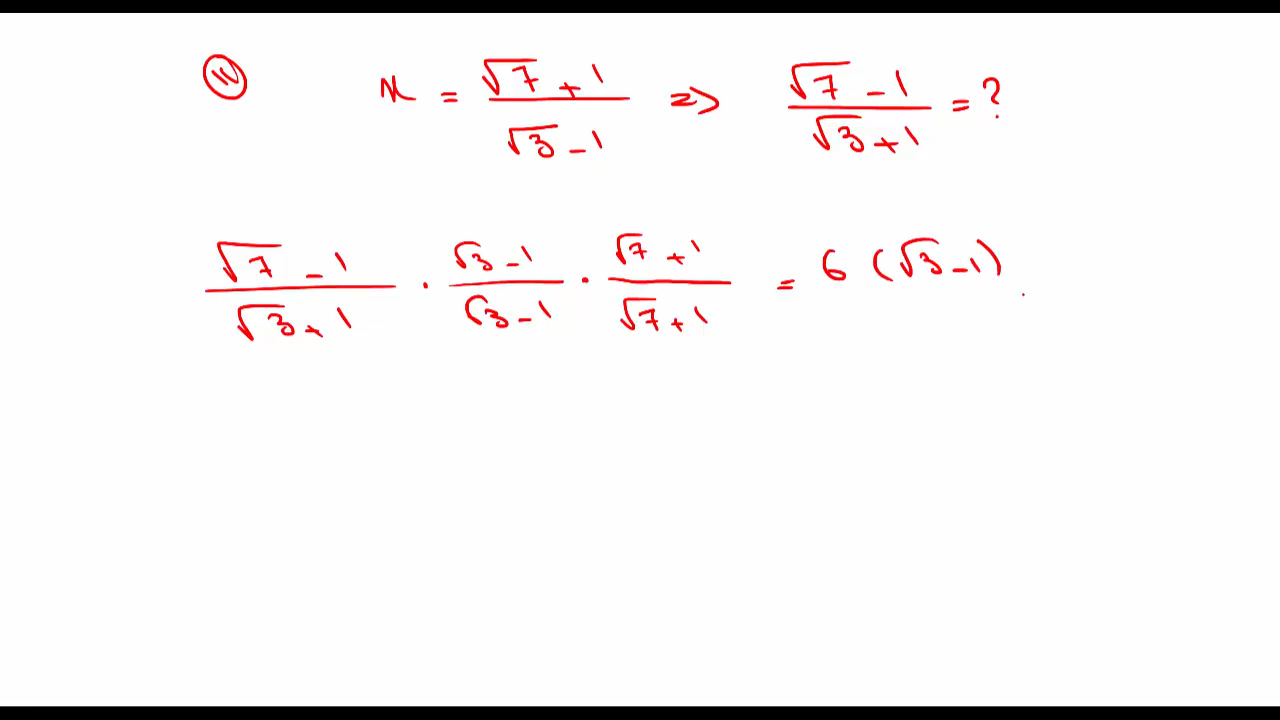 ⑪ x = (√7 + 1)/(√3 - 1) => (√7 - 1)/(√3 + 1) = ?
(√7 - 1)/(√3 + 1) · (√3 - 1)/(√3 - 1) · (√7 + 1)/(√7 + 1) = 6 (√3 - 1)